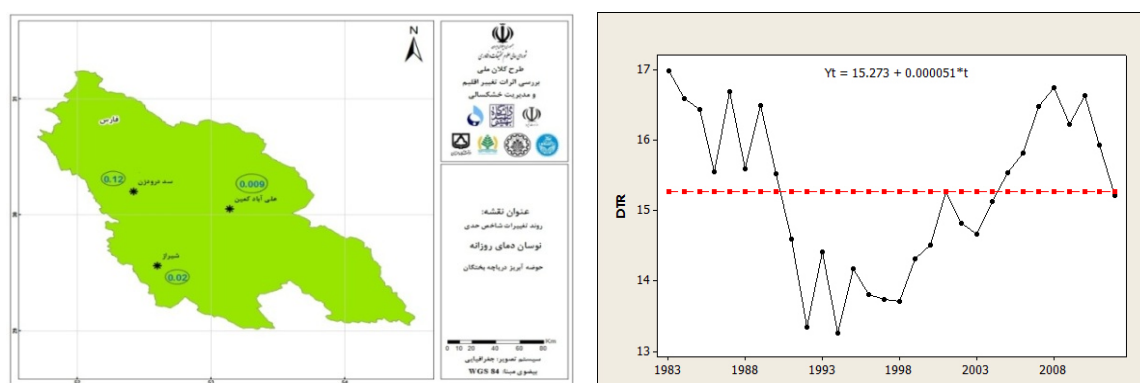 N
فارس
0.12
سد درودزن
0.009
علی آباد کمین
شیراز
0.02
طرح کلان ملی
بررسی اثرات تغییر اقلیم
و مدیریت خشکسالی
عنوان نقشه:
روند تغییرات شاخص حدی
نوسان دمای روزانه
حوضه آبریز دریاچه بختگان
Km
0 10 20 40 60 80
سیستم تصویر: جغرافیایی
بیضوی مبنا: WGS 84
Yt = 15.273 + 0.000051*t
DTR
17
16
15
14
13
1983 1988 1993 1998 2003 2008